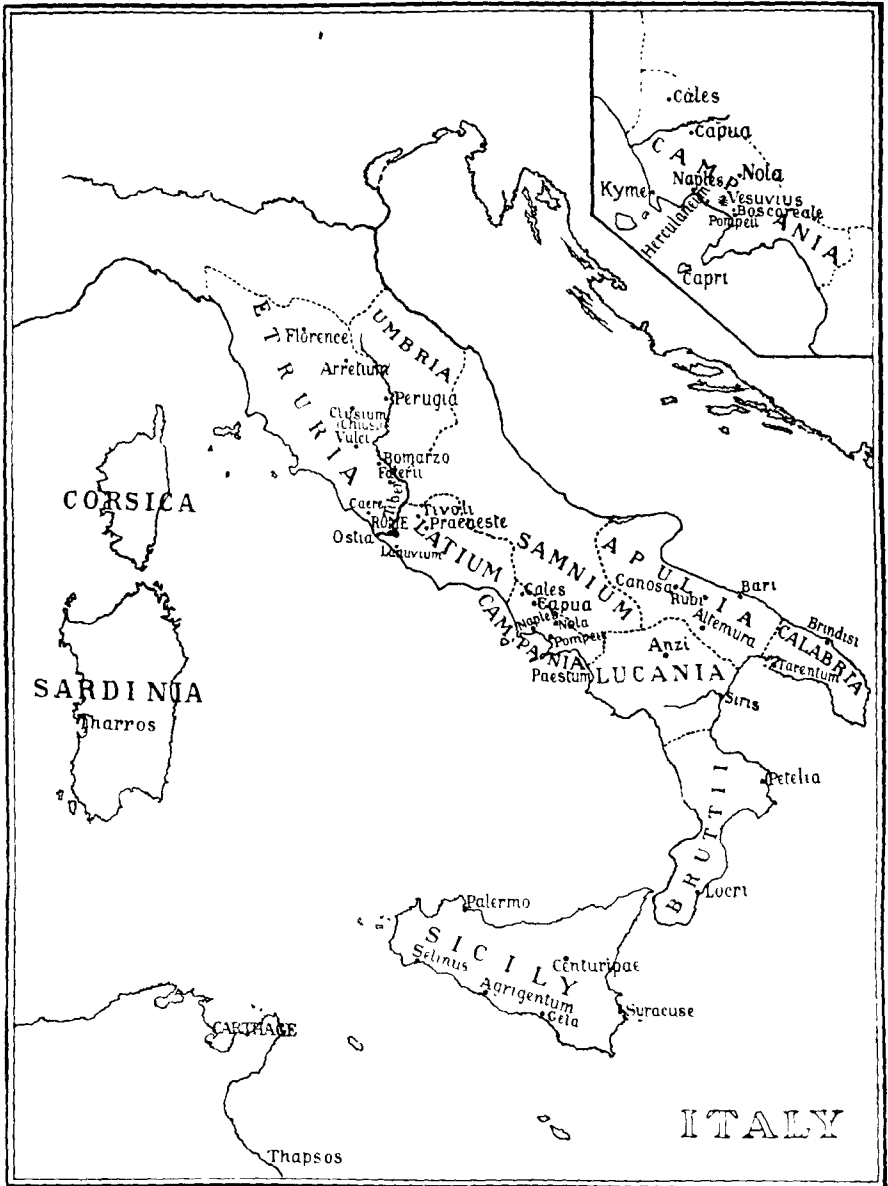 Càles
Capua
CAMPANIA
Nola
Naples
Kyme
Vesuvius
Boscoreale
Pompeii
Herculaneum
Capri
ETRURIA
UMBRIA
Florence
Arretium
Perugia
Clusium
(Chiusi)
Vulci
Bomarzo
Falerii
Tiber
Caere
Tivoli
ROME
Praeneste
Ostia
Lanuvium
LATIUM
CORSICA
SAMNIUM
APULIA
Canosa
Rubi
Bari
Altemura
Brindisi
CALABRIA
Tarentum
Cales
Capua
Naples
Nola
Pompeii
CAMPANIA
Paestum
Anzi
LUCANIA
Siris
SARDINIA
Tharros
Petelia
BRUTTII
Locri
Palermo
SICILY
Selinus
Centuripae
Agrigentum
Gela
Syracuse
CARTHAGE
Thapsos
ITALY